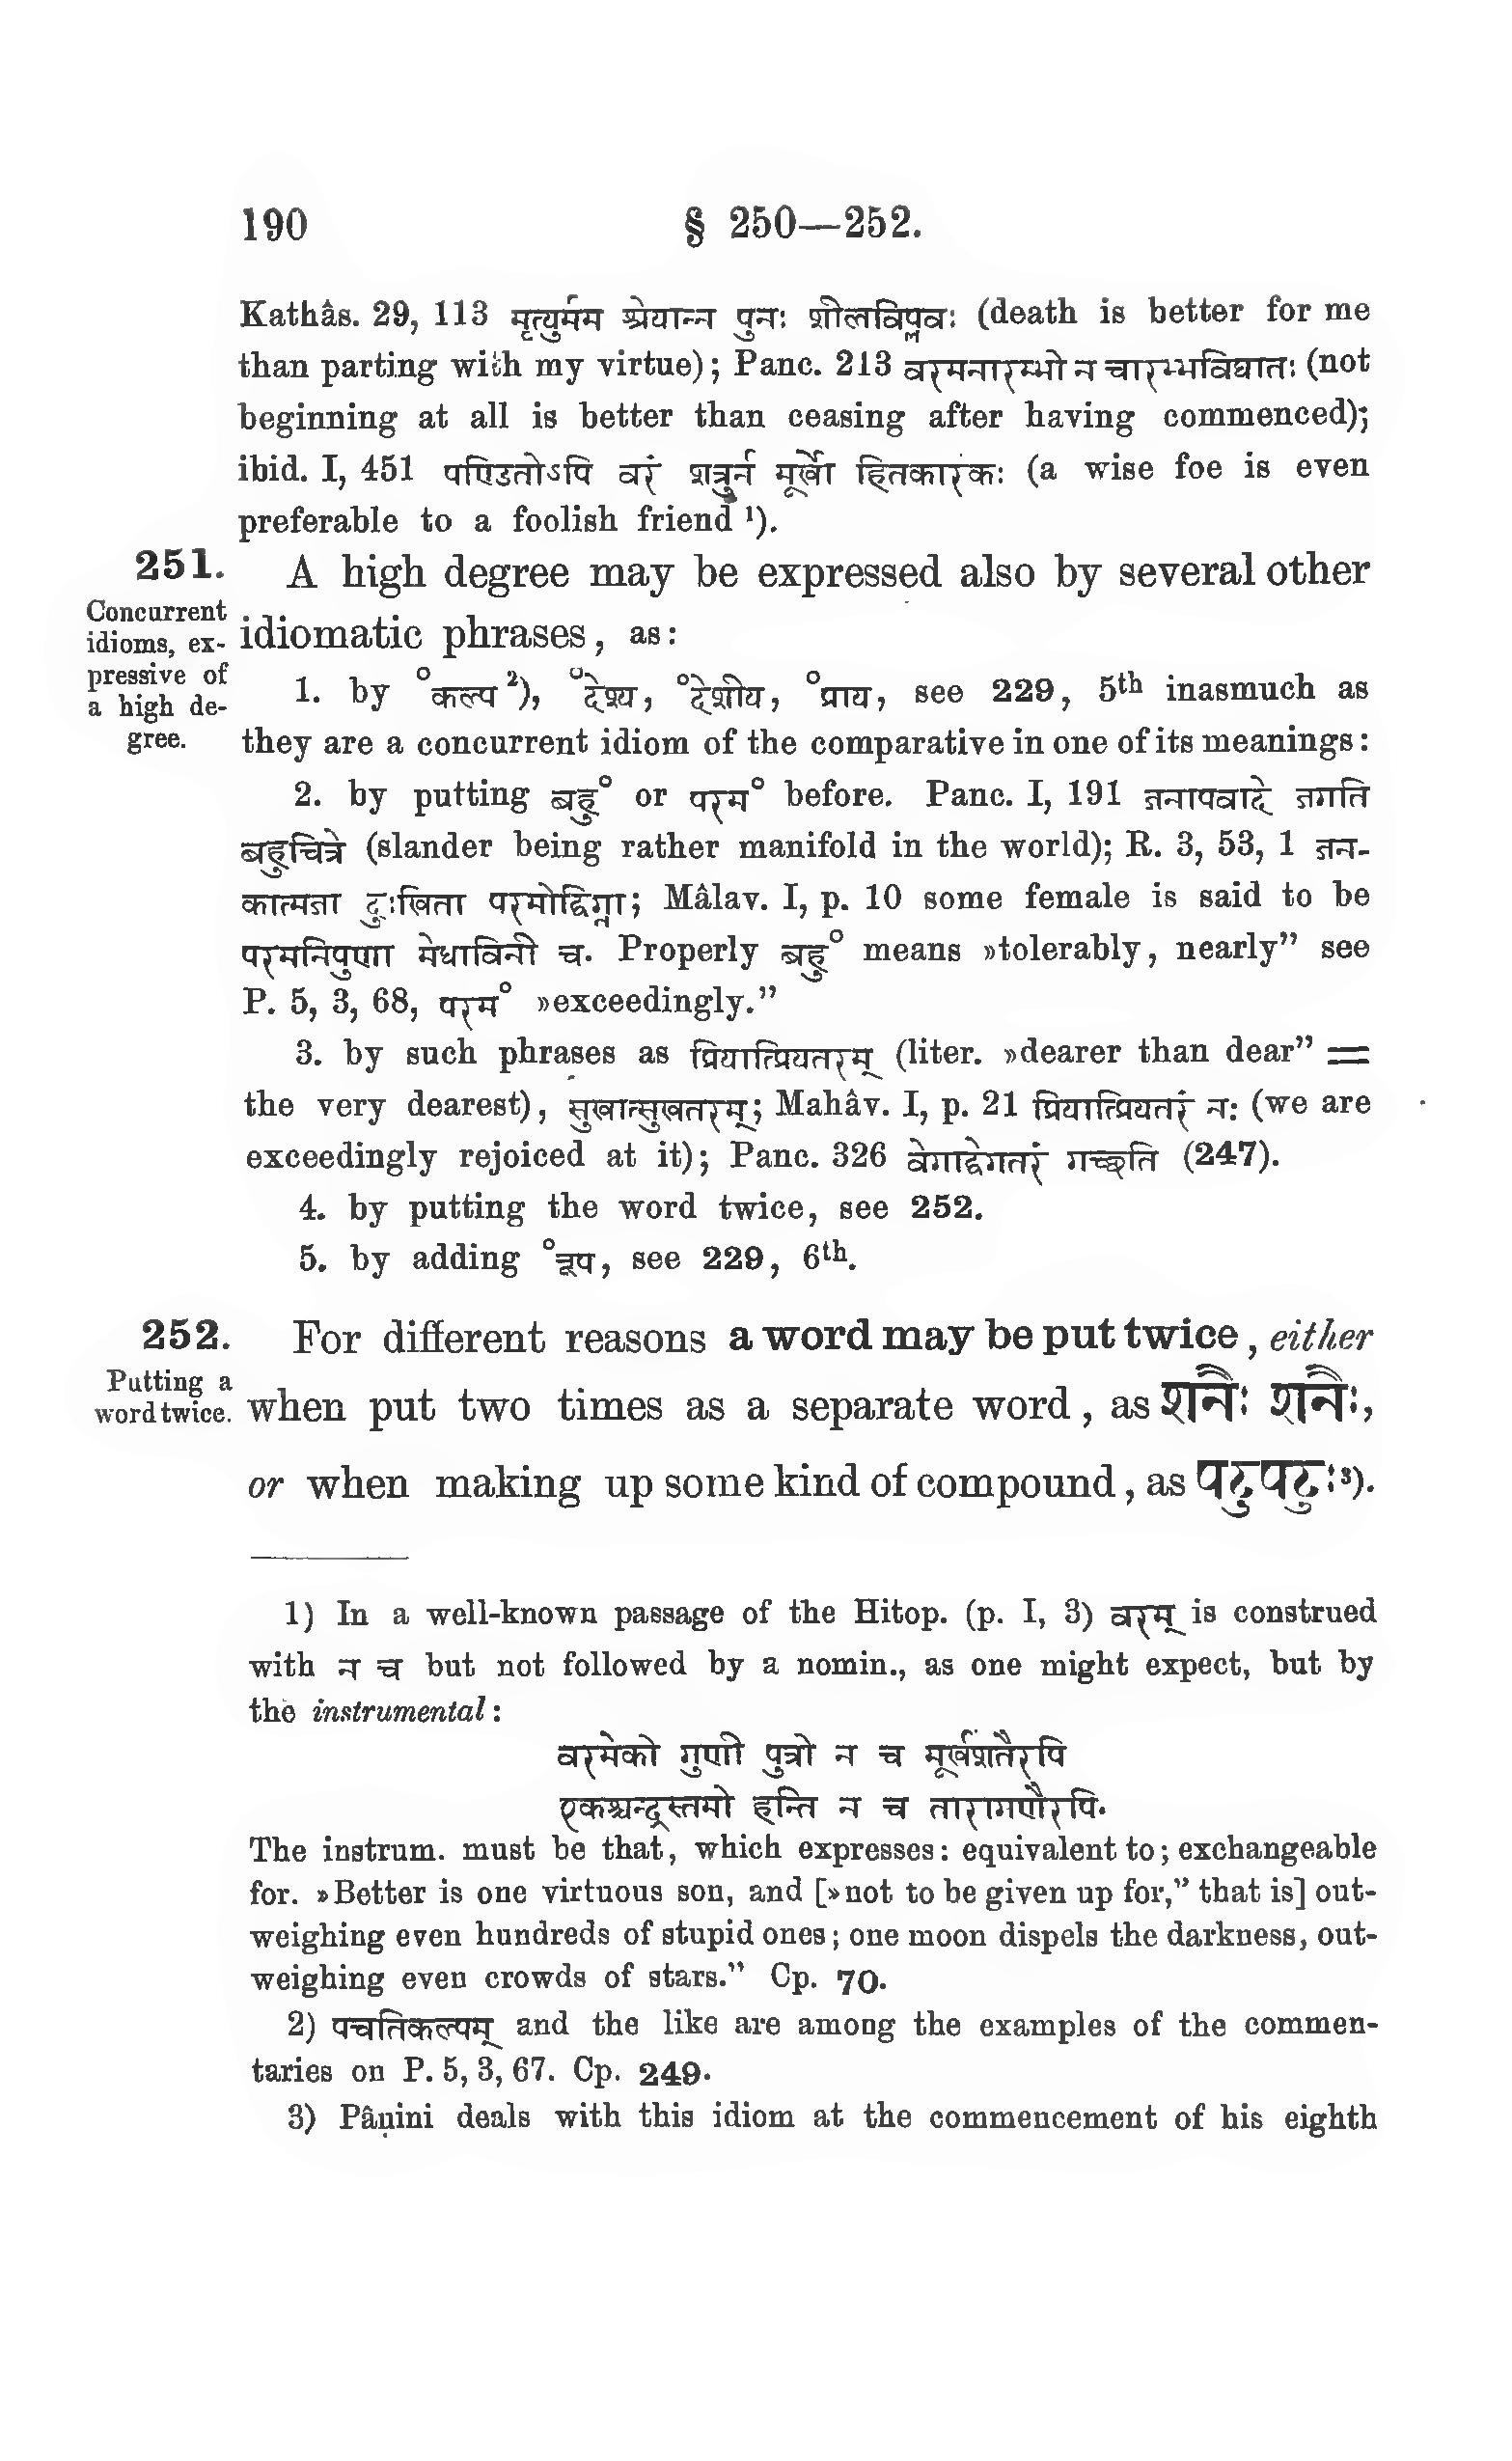 190 § 250—252.
Kathâs. 29, 113 मृत्युर्मम श्रेयान्न पुनः शीलविप्लवः (death is better for me
than parting with my virtue); Panc. 213 वरमनारम्भो न चारम्भविघातः (not
beginning at all is better than ceasing after having commenced);
ibid. I, 451 पण्डितोऽपि वरं शत्रुर्न मूर्खो हितकारकः (a wise foe is even
preferable to a foolish friend ¹).
251. A high degree may be expressed also by several other
Concurrent
idioms, ex-
pressive of
a high de-
gree.
idiomatic phrases, as:
1. by °कल्प ²), °देश्य, °देशीय, °प्राय, see 229, 5th inasmuch as
they are a concurrent idiom of the comparative in one of its meanings:
2. by putting बहु° or परम° before. Panc. I, 191 जनापवादे जगति
बहुचित्रे (slander being rather manifold in the world); R. 3, 53, 1 जन-
कात्मजा दुःखिता परमोद्विग्ना; Mâlav. I, p. 10 some female is said to be
परमनिपुणा मेधाविनी च. Properly बहु° means »tolerably, nearly” see
P. 5, 3, 68, परम° »exceedingly.”
3. by such phrases as प्रियात्प्रियतरम् (liter. »dearer than dear” =
the very dearest), सुखात्सुखतरम्; Mahâv. I, p. 21 प्रियात्प्रियतरं नः (we are
exceedingly rejoiced at it); Panc. 326 वेगाद्वेगतरं गच्छति (247).
4. by putting the word twice, see 252.
5. by adding °रूप, see 229, 6th.
252. For different reasons a word may be put twice, either
Putting a
word twice.
when put two times as a separate word, as शनैः शनैः,
or when making up some kind of compound, as पटुपटुः³).
1) In a well-known passage of the Hitop. (p. I, 3) वरम् is construed
with न च but not followed by a nomin., as one might expect, but by
the instrumental:
वरमेको गुणी पुत्रो न च मूर्खशतैरपि
एकश्चन्द्रस्तमो हन्ति न च तारागणैरपि.
The instrum. must be that, which expresses: equivalent to; exchangeable
for. »Better is one virtuous son, and [»not to be given up for,” that is] out-
weighing even hundreds of stupid ones; one moon dispels the darkness, out-
weighing even crowds of stars.” Cp. 70.
2) पचतिकल्पम् and the like are among the examples of the commen-
taries on P. 5, 3, 67. Cp. 249.
3) Pâṇini deals with this idiom at the commencement of his eighth